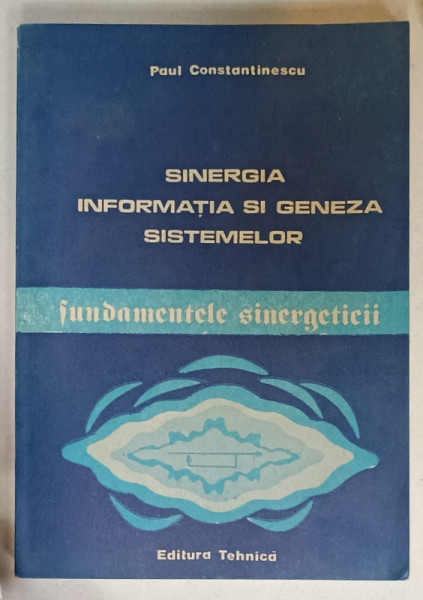 Paul Constantinescu
SINERGIA
INFORMAȚIA SI GENEZA
SISTEMELOR
fundamentele sinergeticii
Editura Tehnică